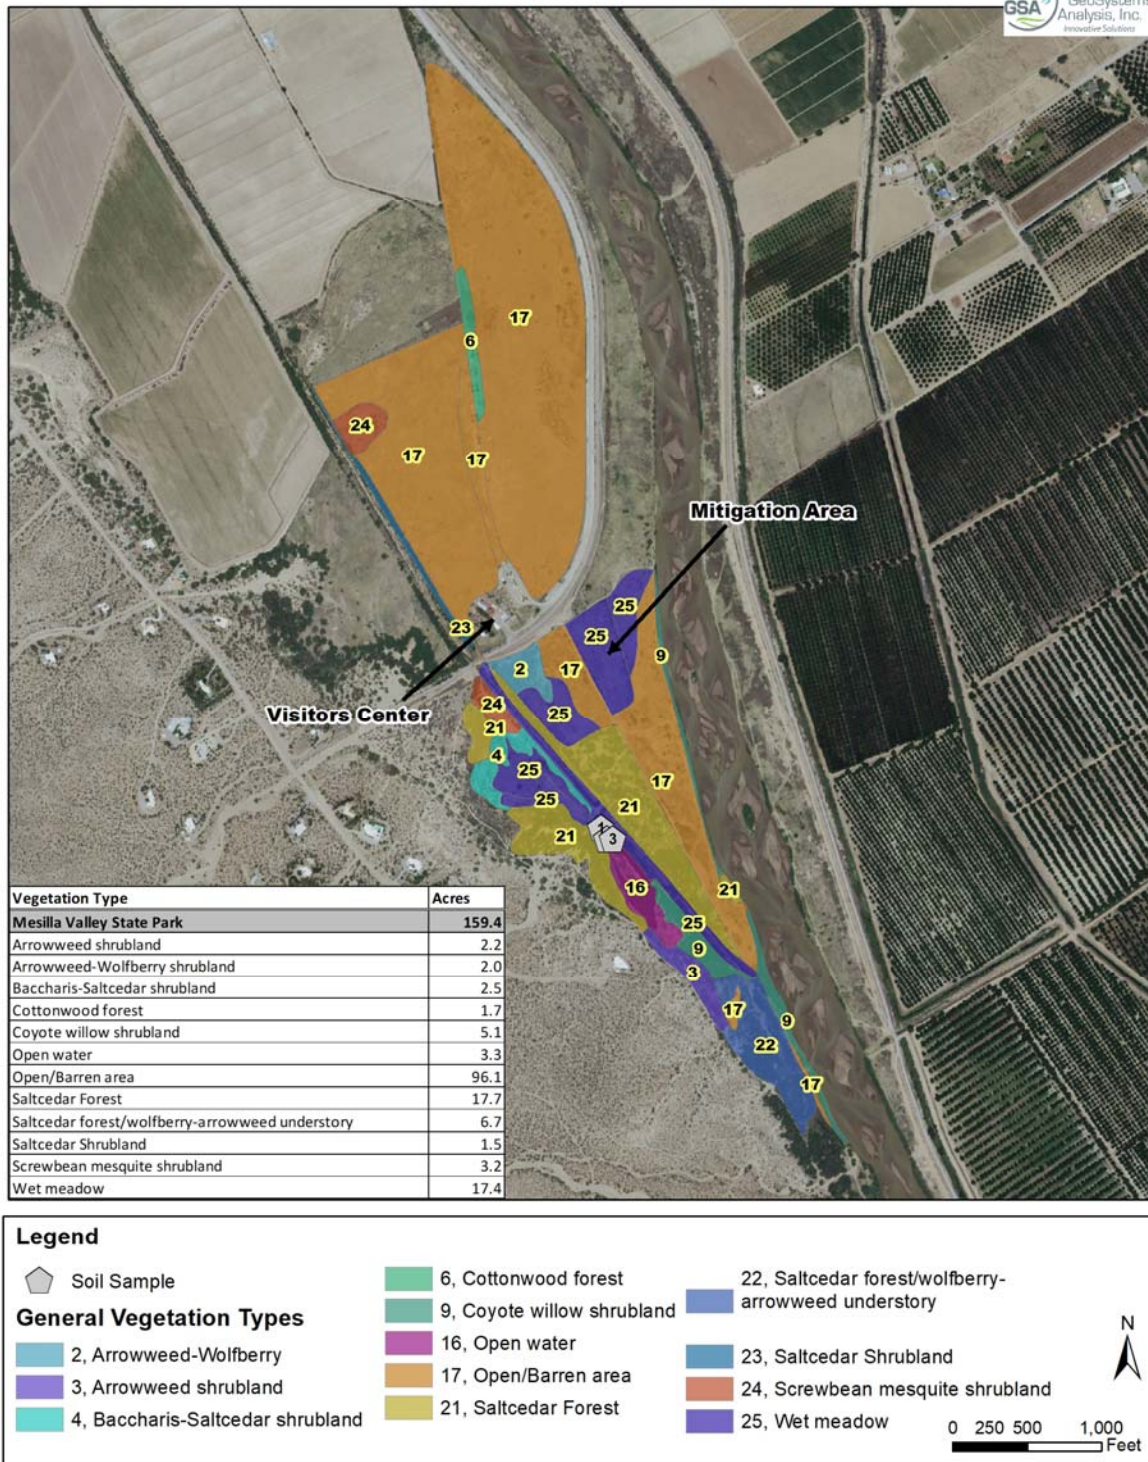 GSA
GeoSystems
Analysis, Inc.
Innovative Solutions
17
6
24
17
17
Mitigation Area
25
25
23
9
2
17
Visitors Center
24
25
21
4
25
17
25
21
1
21
3
16
21
25
9
3
17
9
22
17
Vegetation Type Acres
Mesilla Valley State Park 159.4
Arrowweed shrubland 2.2
Arrowweed-Wolfberry shrubland 2.0
Baccharis-Saltcedar shrubland 2.5
Cottonwood forest 1.7
Coyote willow shrubland 5.1
Open water 3.3
Open/Barren area 96.1
Saltcedar Forest 17.7
Saltcedar forest/wolfberry-arrowweed understory 6.7
Saltcedar Shrubland 1.5
Screwbean mesquite shrubland 3.2
Wet meadow 17.4
Legend
Soil Sample
General Vegetation Types
2, Arrowweed-Wolfberry
3, Arrowweed shrubland
4, Baccharis-Saltcedar shrubland
6, Cottonwood forest
9, Coyote willow shrubland
16, Open water
17, Open/Barren area
21, Saltcedar Forest
22, Saltcedar forest/wolfberry-
arrowweed understory
23, Saltcedar Shrubland
24, Screwbean mesquite shrubland
25, Wet meadow
N
0 250 500 1,000
Feet